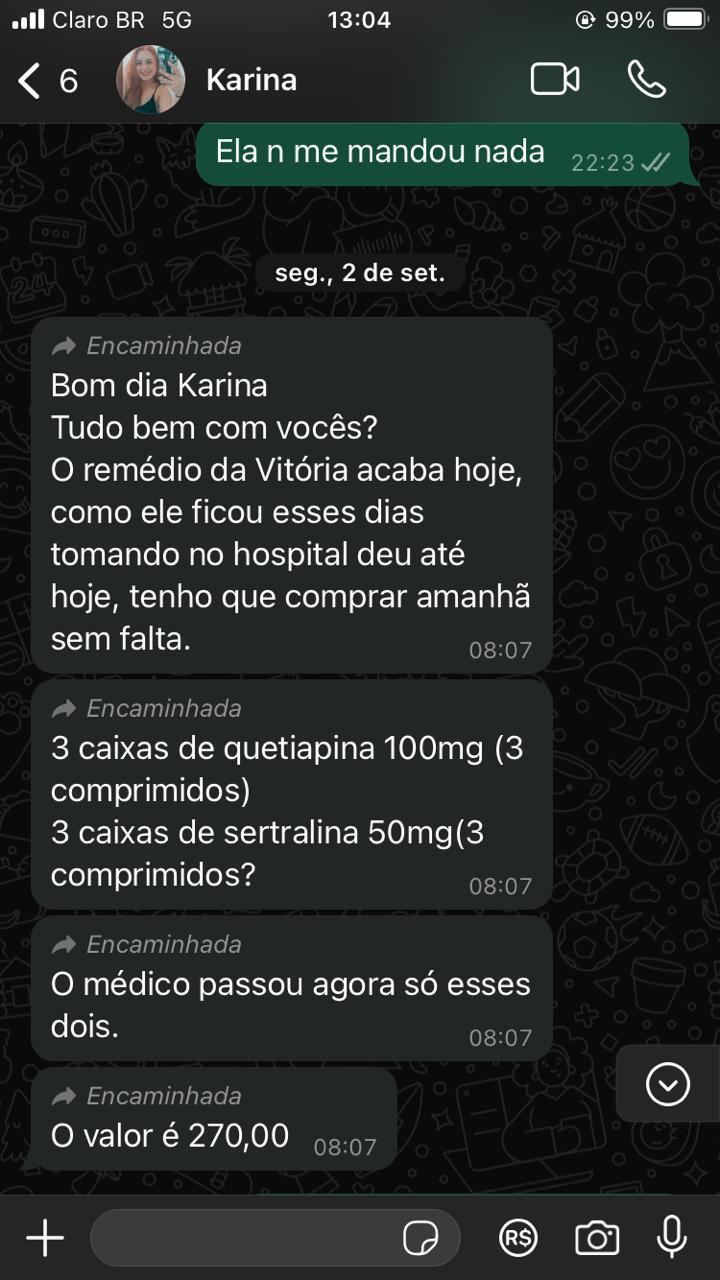 Claro BR 5G 13:04 99%
6 Karina
Ela n me mandou nada 22:23
24
seg., 2 de set.
Encaminhada
Bom dia Karina
Tudo bem com vocês?
O remédio da Vitória acaba hoje,
como ele ficou esses dias
tomando no hospital deu até
hoje, tenho que comprar amanhã
sem falta. 08:07
Encaminhada
3 caixas de quetiapina 100mg (3
comprimidos)
3 caixas de sertralina 50mg(3
comprimidos? 08:07
Encaminhada
O médico passou agora só esses
dois. 08:07
Encaminhada
O valor é 270,00 08:07
R$